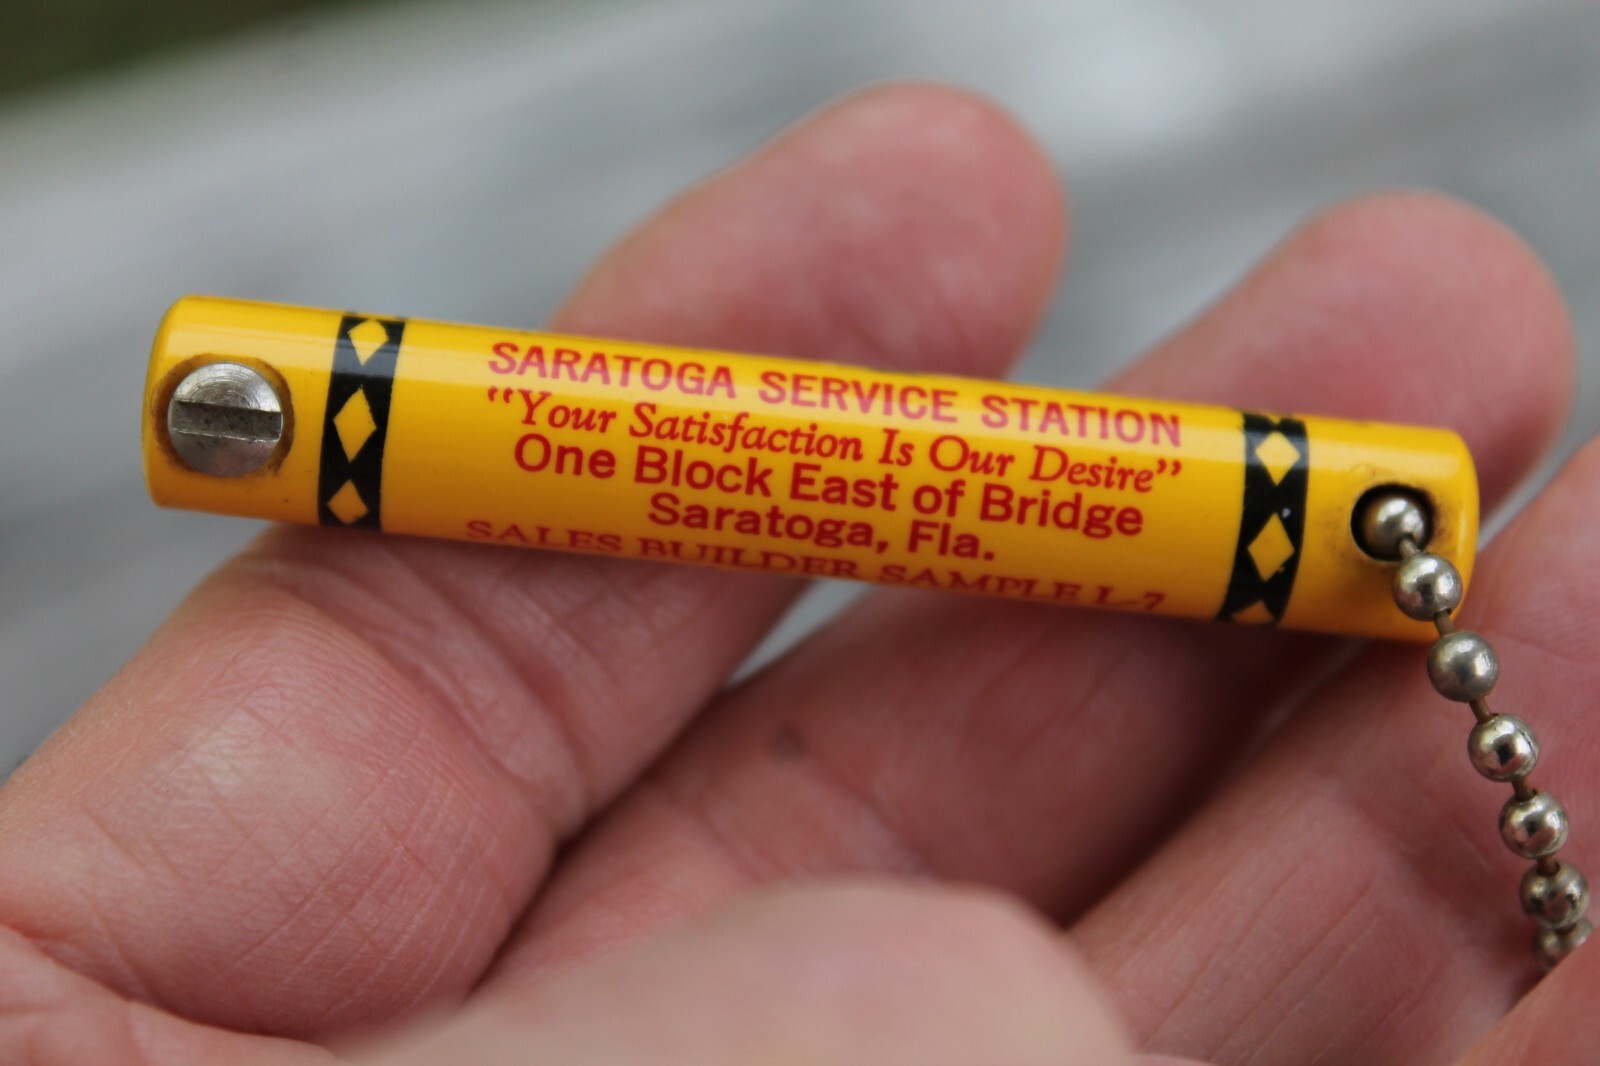 SARATOGA SERVICE STATION
"Your Satisfaction Is Our Desire"
One Block East of Bridge
Saratoga, Fla.
SALES BUILDER SAMPLE L-7